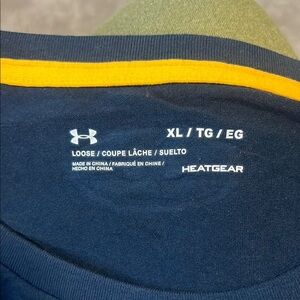 XL / TG / EG
LOOSE / COUPE LÂCHE / SUELTO
MADE IN CHINA / FABRIQUÉ EN CHINE /
HECHO EN CHINA
HEATGEAR